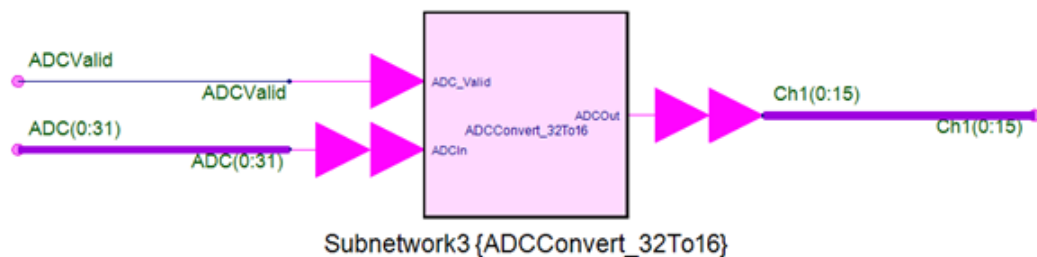 ADCValid
ADCValid
ADC(0:31)
ADC(0:31)
ADC_Valid
ADCOut
ADCConvert_32To16
ADCIn
Ch1(0:15)
Ch1(0:15)
Subnetwork3 {ADCConvert_32To16}